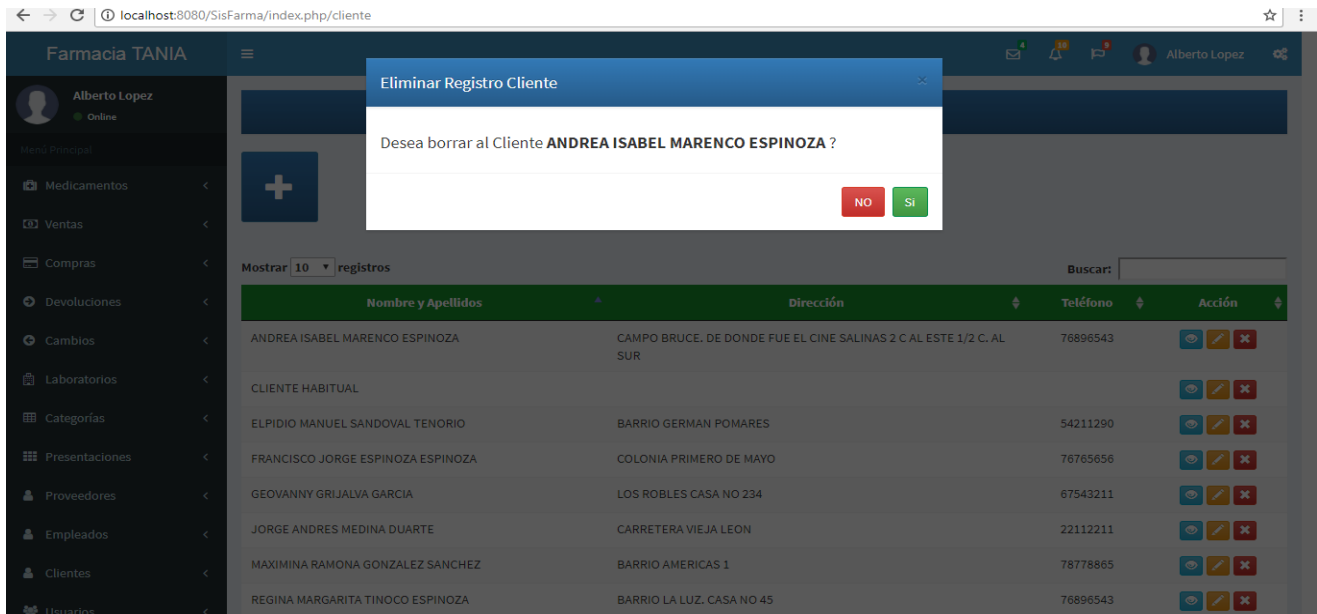 localhost:8080/SisFarma/index.php/cliente
Farmacia TANIA
4
10
9
Alberto Lopez
Alberto Lopez
Online
Menú Principal
Medicamentos
Ventas
Compras
Devoluciones
Cambios
Laboratorios
Categorías
Presentaciones
Proveedores
Empleados
Clientes
Usuarios
Eliminar Registro Cliente
×
Desea borrar al Cliente ANDREA ISABEL MARENCO ESPINOZA ?
NO Si
Mostrar 10 registros Buscar:
Nombre y Apellidos Dirección Teléfono Acción
ANDREA ISABEL MARENCO ESPINOZA CAMPO BRUCE. DE DONDE FUE EL CINE SALINAS 2 C AL ESTE 1/2 C. AL 76896543
SUR
CLIENTE HABITUAL
ELPIDIO MANUEL SANDOVAL TENORIO BARRIO GERMAN POMARES 54211290
FRANCISCO JORGE ESPINOZA ESPINOZA COLONIA PRIMERO DE MAYO 76765656
GEOVANNY GRIJALVA GARCIA LOS ROBLES CASA NO 234 67543211
JORGE ANDRES MEDINA DUARTE CARRETERA VIEJA LEON 22112211
MAXIMINA RAMONA GONZALEZ SANCHEZ BARRIO AMERICAS 1 78778865
REGINA MARGARITA TINOCO ESPINOZA BARRIO LA LUZ. CASA NO 45 76896543